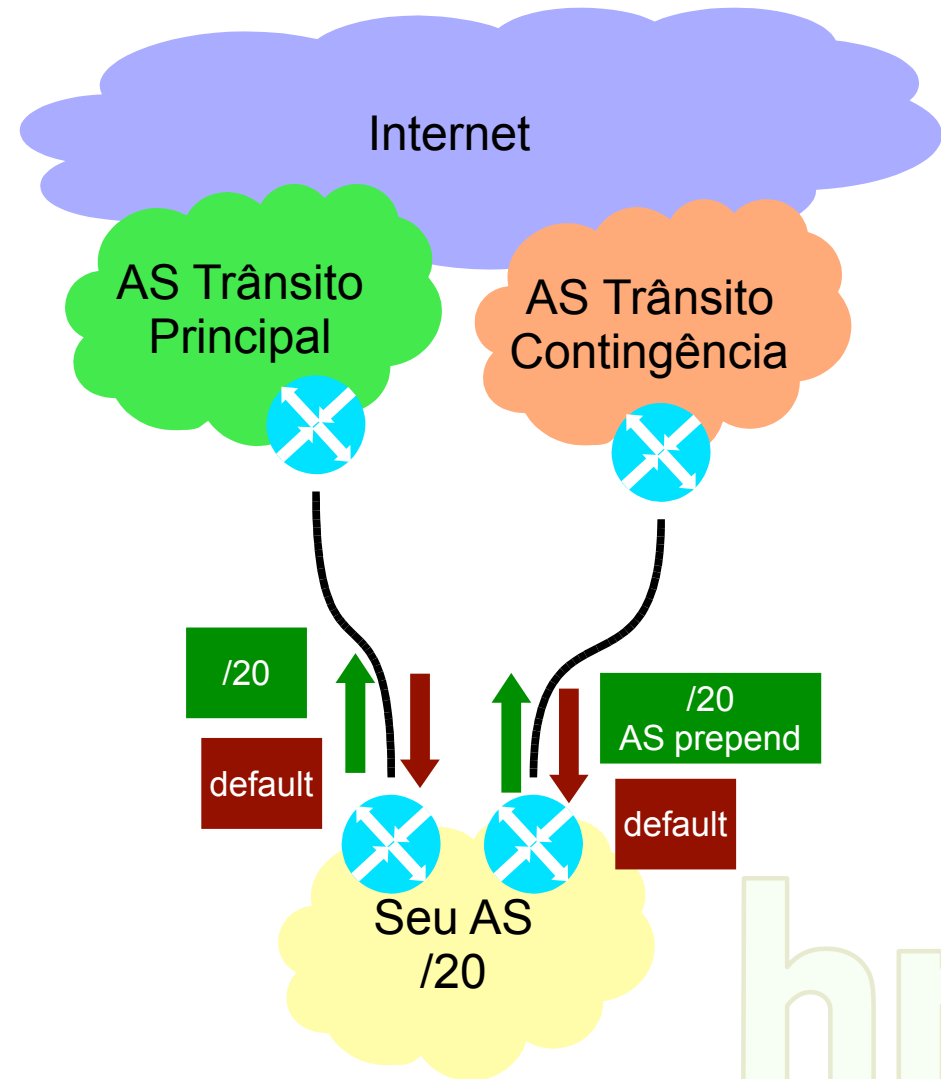 Internet
AS Trânsito
Principal
AS Trânsito
Contingência
/20
default
/20
AS prepend
default
Seu AS
/20